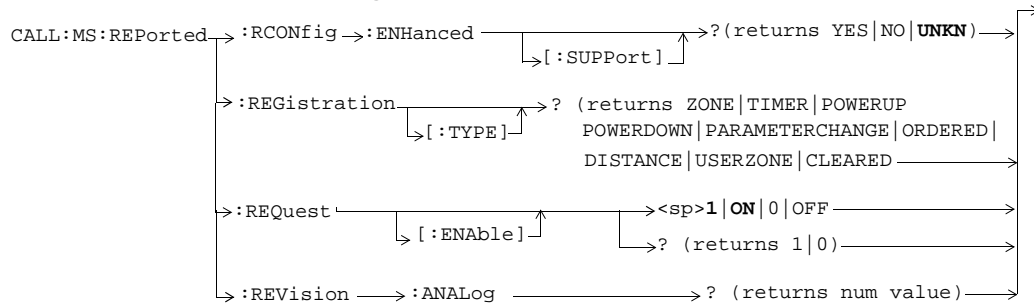 CALL:MS:REPorted :RCONfig :ENHanced ?(returns YES|NO|UNKN)
[:SUPPort]
:REGistration ? (returns ZONE|TIMER|POWERUP
[:TYPE] POWERDOWN|PARAMETERCHANGE|ORDERED|
DISTANCE|USERZONE|CLEARED
:REQuest <sp>1|ON|0|OFF
[:ENAble] ? (returns 1|0)
:REVision :ANALog ? (returns num value)